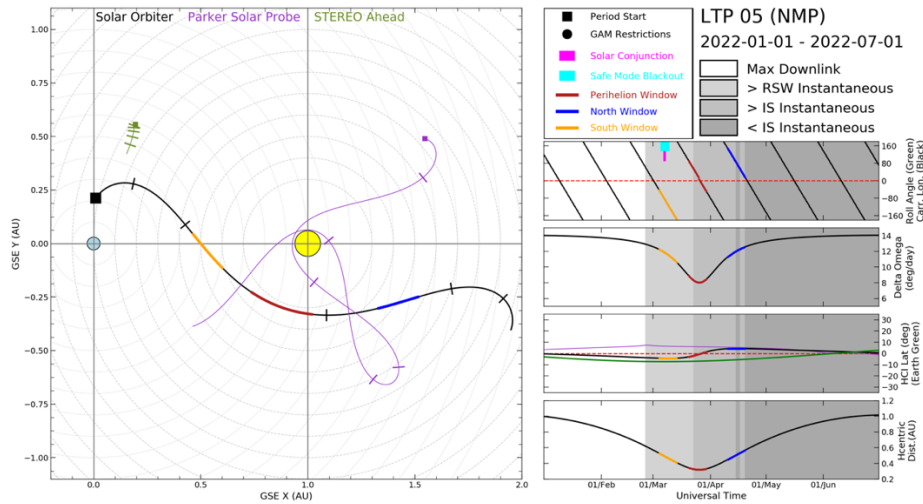 Solar Orbiter Parker Solar Probe STEREO Ahead
1.00
0.75
0.50
0.25
0.00
−0.25
−0.50
−0.75
−1.00
GSE Y (AU)
0.0 0.5 1.0 1.5 2.0
GSE X (AU)
Period Start
GAM Restrictions
Solar Conjunction
Safe Mode Blackout
Perihelion Window
North Window
South Window
LTP 05 (NMP)
2022-01-01 - 2022-07-01
Max Downlink
> RSW Instantaneous
> IS Instantaneous
< IS Instantaneous
160
80
0
−80
−160
Roll Angle (Green)
Carr. Lon. (Black)
14
12
10
8
6
Delta Omega
(deg/day)
30
20
10
0
−10
−20
−30
HCI Lat (deg)
(Earth Green)
1.2
1.0
0.8
0.6
0.4
0.2
Hcentric
Dist.(AU)
01/Feb 01/Mar 01/Apr 01/May 01/Jun
Universal Time